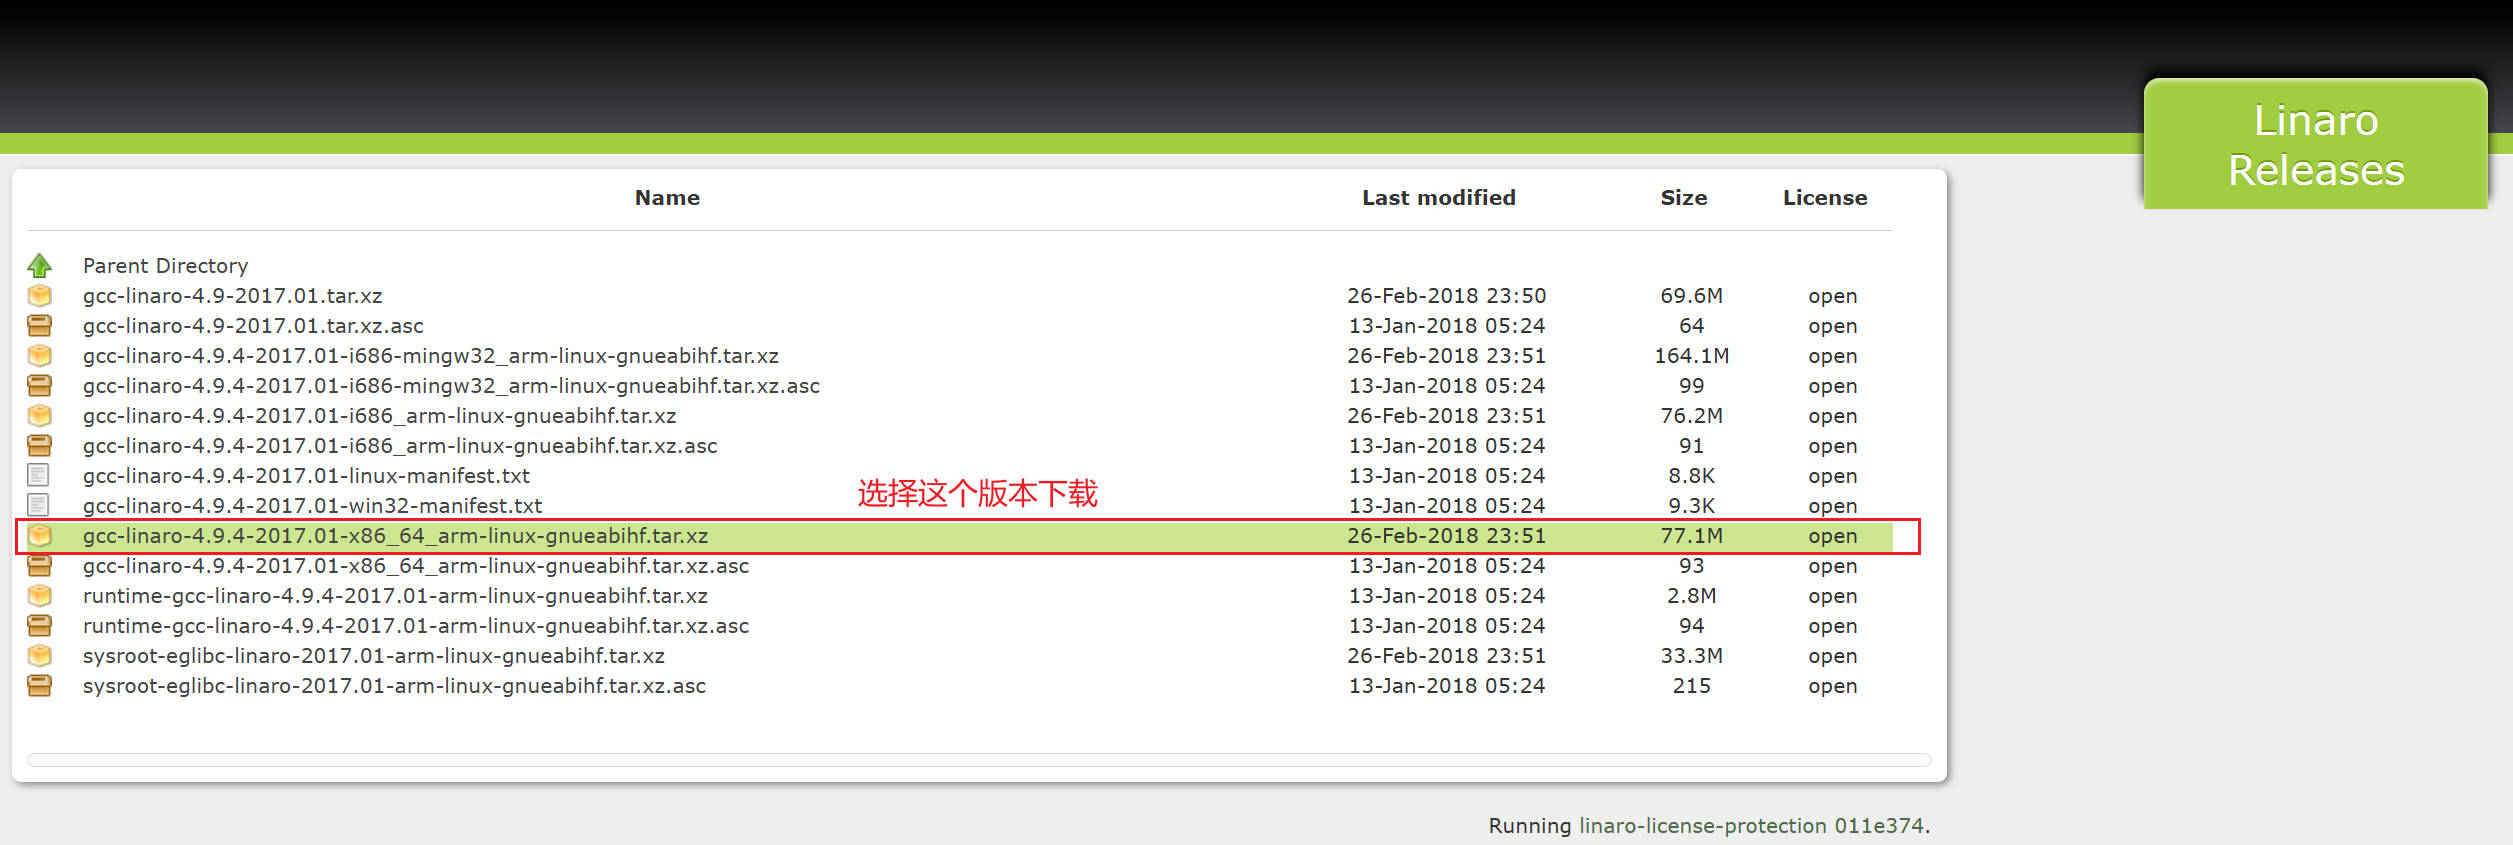 Linaro
Releases
Name Last modified Size License
Parent Directory
gcc-linaro-4.9-2017.01.tar.xz 26-Feb-2018 23:50 69.6M open
gcc-linaro-4.9-2017.01.tar.xz.asc 13-Jan-2018 05:24 64 open
gcc-linaro-4.9.4-2017.01-i686-mingw32_arm-linux-gnueabihf.tar.xz 26-Feb-2018 23:51 164.1M open
gcc-linaro-4.9.4-2017.01-i686-mingw32_arm-linux-gnueabihf.tar.xz.asc 13-Jan-2018 05:24 99 open
gcc-linaro-4.9.4-2017.01-i686_arm-linux-gnueabihf.tar.xz 26-Feb-2018 23:51 76.2M open
gcc-linaro-4.9.4-2017.01-i686_arm-linux-gnueabihf.tar.xz.asc 13-Jan-2018 05:24 91 open
gcc-linaro-4.9.4-2017.01-linux-manifest.txt 13-Jan-2018 05:24 8.8K open
选择这个版本下载
gcc-linaro-4.9.4-2017.01-win32-manifest.txt 13-Jan-2018 05:24 9.3K open
gcc-linaro-4.9.4-2017.01-x86_64_arm-linux-gnueabihf.tar.xz 26-Feb-2018 23:51 77.1M open
gcc-linaro-4.9.4-2017.01-x86_64_arm-linux-gnueabihf.tar.xz.asc 13-Jan-2018 05:24 93 open
runtime-gcc-linaro-4.9.4-2017.01-arm-linux-gnueabihf.tar.xz 13-Jan-2018 05:24 2.8M open
runtime-gcc-linaro-4.9.4-2017.01-arm-linux-gnueabihf.tar.xz.asc 13-Jan-2018 05:24 94 open
sysroot-eglibc-linaro-2017.01-arm-linux-gnueabihf.tar.xz 26-Feb-2018 23:51 33.3M open
sysroot-eglibc-linaro-2017.01-arm-linux-gnueabihf.tar.xz.asc 13-Jan-2018 05:24 215 open
Running linaro-license-protection 011e374.